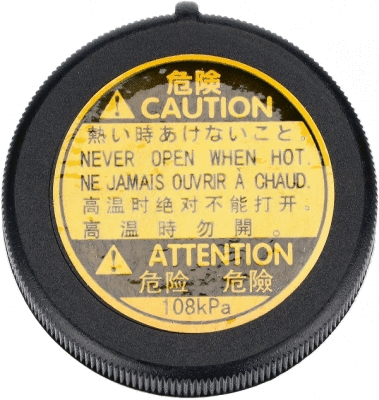 危険
CAUTION
熱い時あけないこと。
NEVER OPEN WHEN HOT.
NE JAMAIS OUVRIR À CHAUD.
高温时绝对不能打开。
高温時勿開。
ATTENTION
危险 危險
108kPa